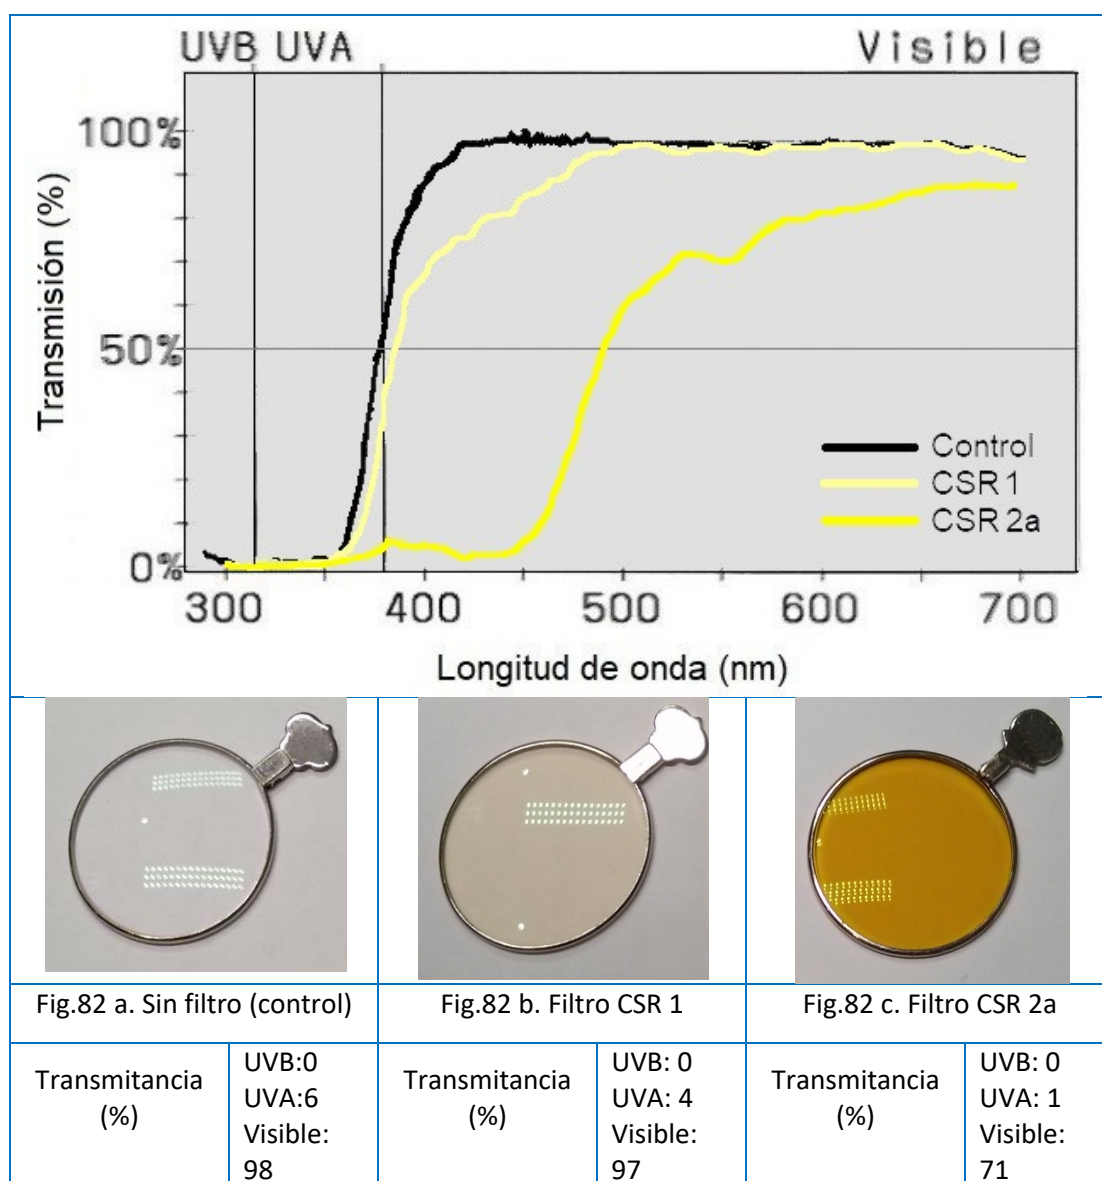 UVB UVA Visible
100%
50%
0%
Transmisión (%)
Control
CSR 1
CSR 2a
300 400 500 600 700
Longitud de onda (nm)
Fig.82 a. Sin filtro (control)
Fig.82 b. Filtro CSR 1
Fig.82 c. Filtro CSR 2a
Transmitancia
(%)
UVB:0
UVA:6
Visible:
98
Transmitancia
(%)
UVB: 0
UVA: 4
Visible:
97
Transmitancia
(%)
UVB: 0
UVA: 1
Visible:
71